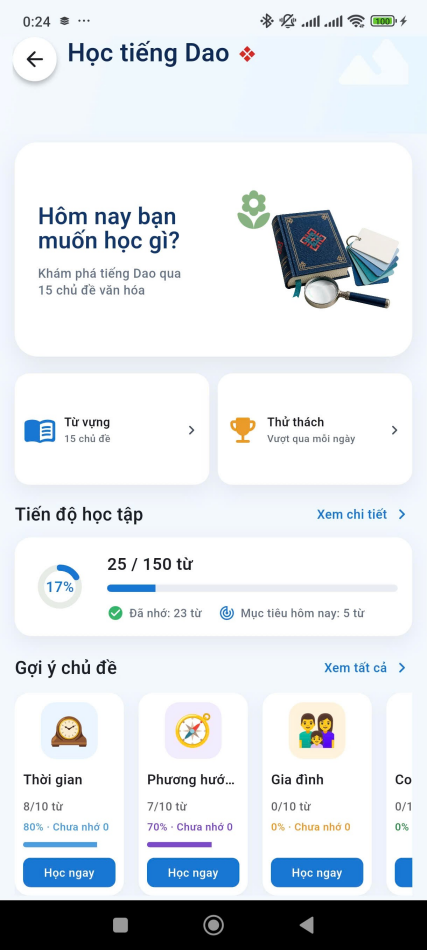 0:24
100
Học tiếng Dao
Hôm nay bạn
muốn học gì?
Khám phá tiếng Dao qua
15 chủ đề văn hóa
Từ vựng
15 chủ đề
Thử thách
Vượt qua mỗi ngày
Tiến độ học tập
Xem chi tiết
17%
25 / 150 từ
Đã nhớ: 23 từ
Mục tiêu hôm nay: 5 từ
Gợi ý chủ đề
Xem tất cả
Thời gian
8/10 từ
80% · Chưa nhớ 0
Học ngay
Phương hướ...
7/10 từ
70% · Chưa nhớ 0
Học ngay
Gia đình
0/10 từ
0% · Chưa nhớ 0
Học ngay
Co
0/1
0%